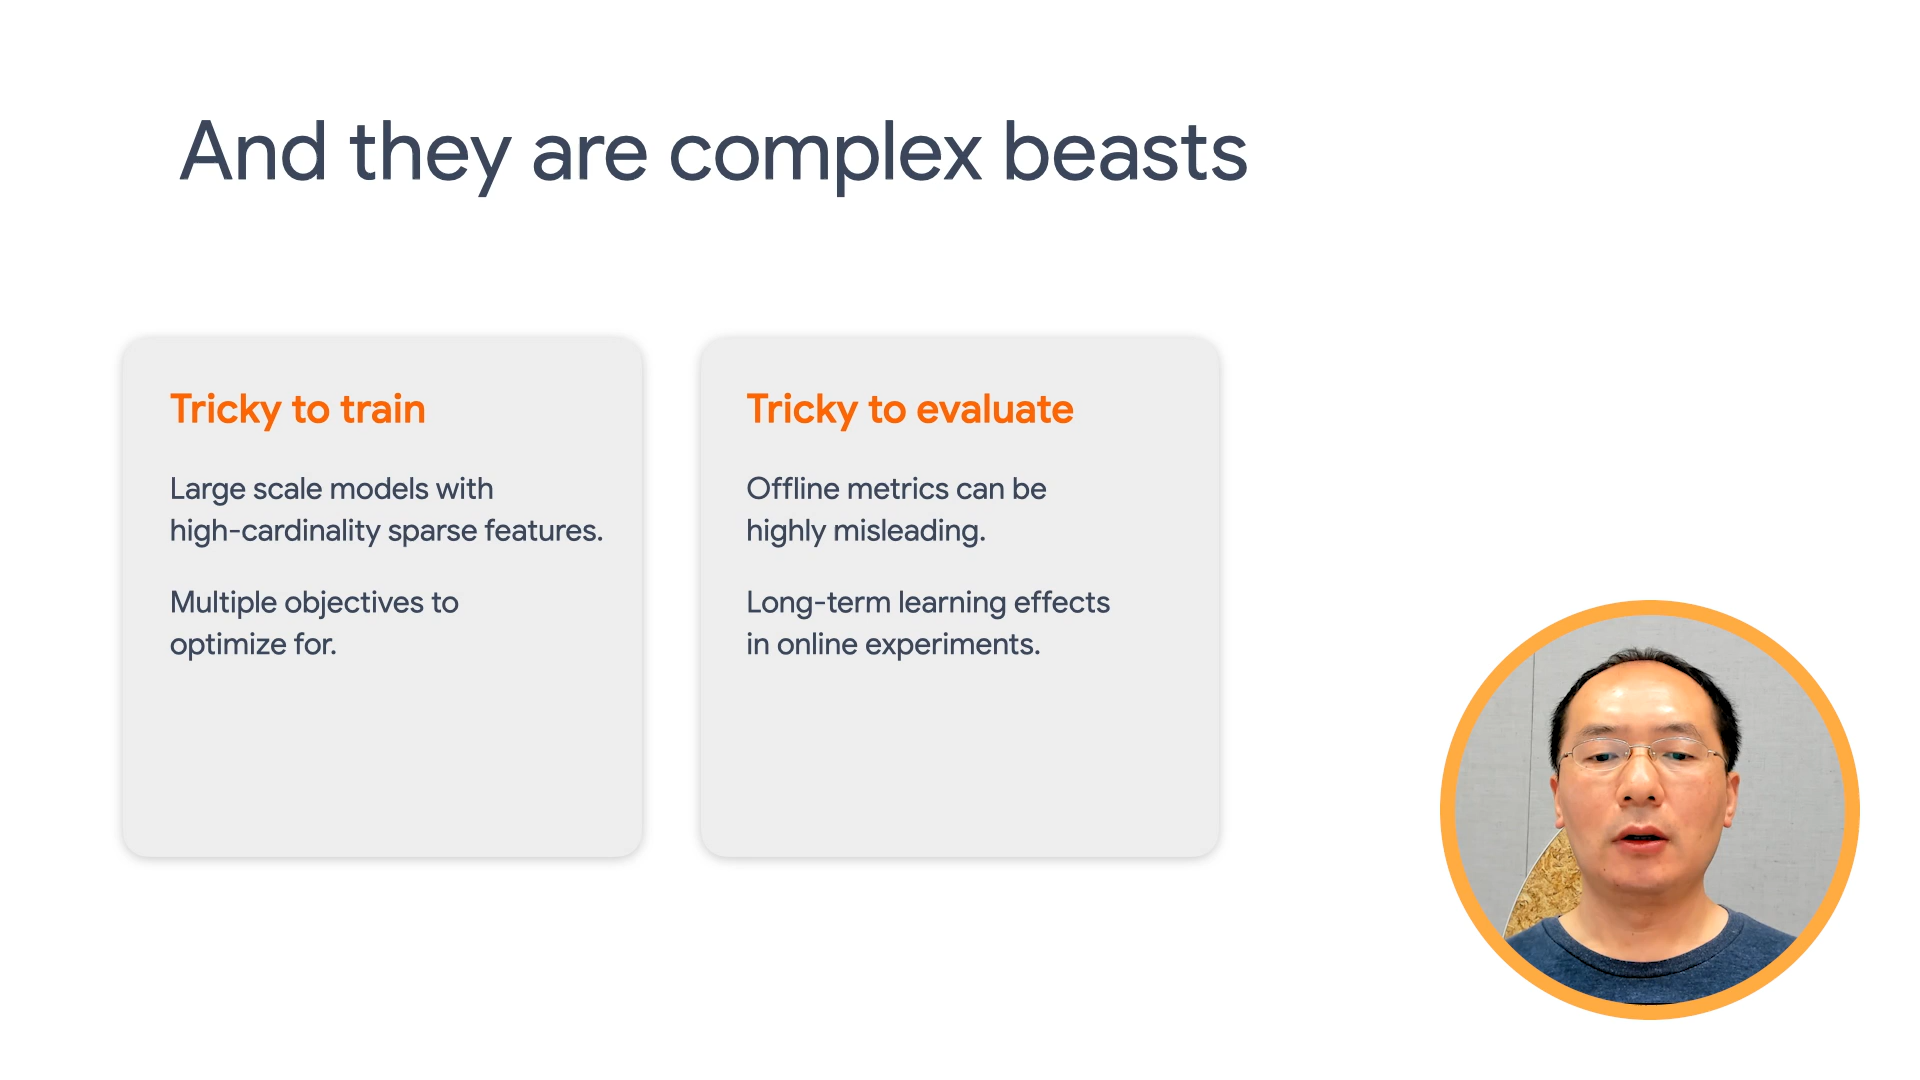 And they are complex beasts
Tricky to train
Large scale models with
high-cardinality sparse features.
Multiple objectives to
optimize for.
Tricky to evaluate
Offline metrics can be
highly misleading.
Long-term learning effects
in online experiments.